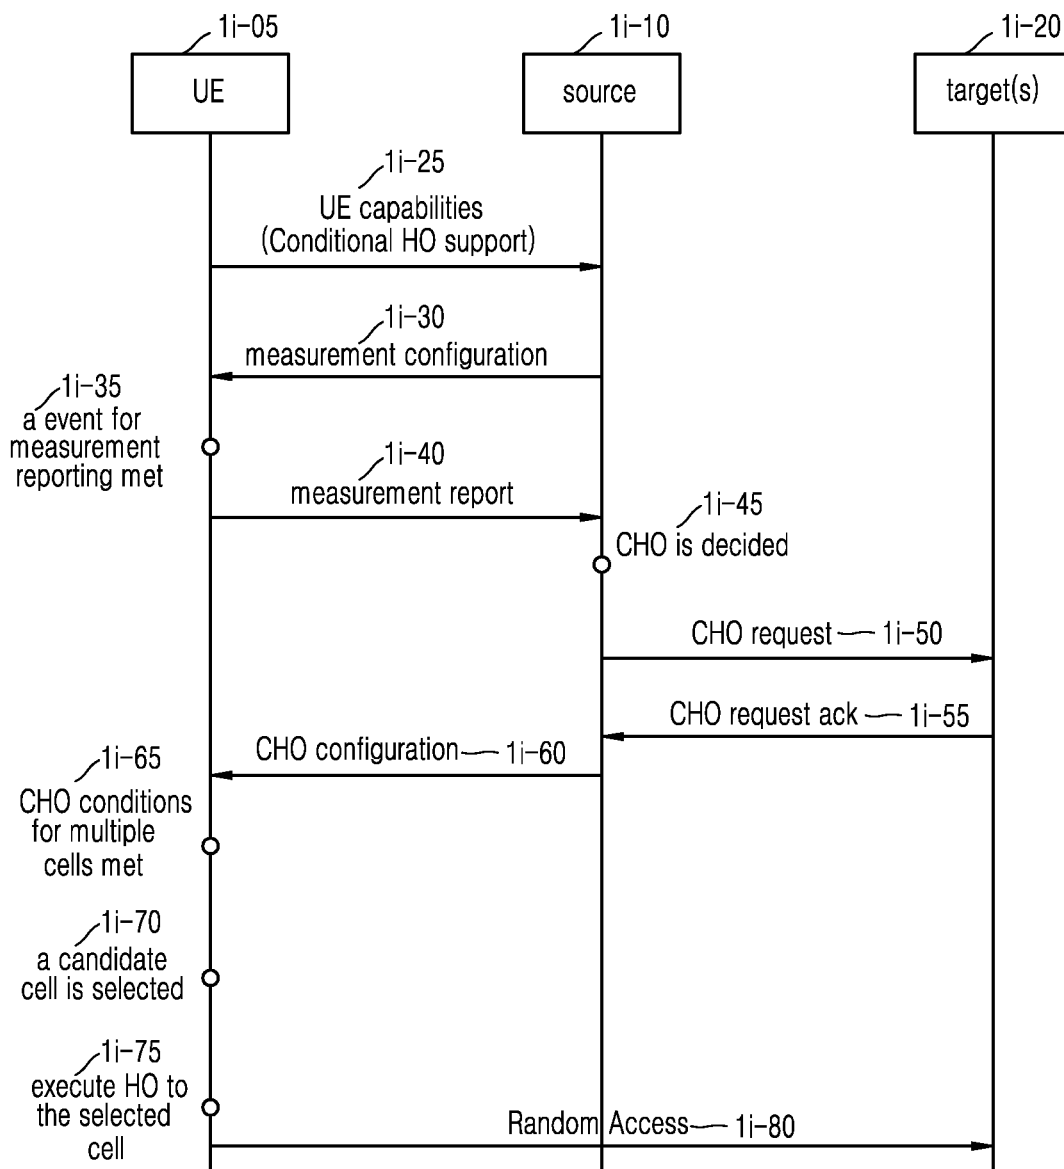 1i-05
1i-10
1i-20
UE
source
target(s)
1i-25
UE capabilities
(Conditional HO support)
1i-30
measurement configuration
1i-35
a event for
measurement
reporting met
1i-40
measurement report
1i-45
CHO is decided
CHO request 1i-50
CHO request ack 1i-55
CHO configuration 1i-60
1i-65
CHO conditions
for multiple
cells met
1i-70
a candidate
cell is selected
1i-75
execute HO to
the selected
cell
Random Access 1i-80